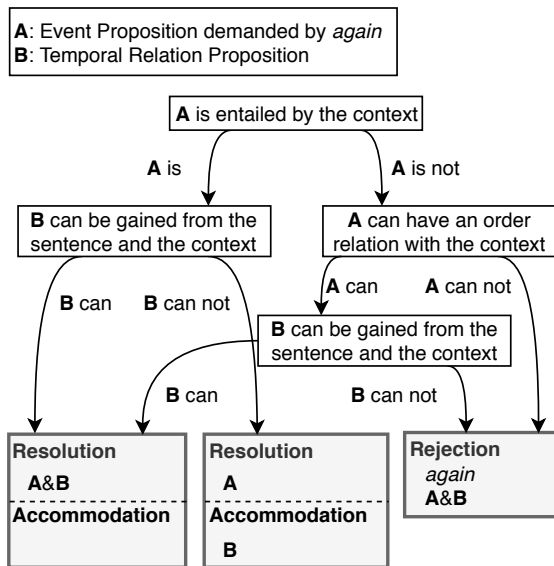 A: Event Proposition demanded by again
B: Temporal Relation Proposition
A is entailed by the context
A is
A is not
B can be gained from the
sentence and the context
A can have an order
relation with the context
B can
B can not
A can
A can not
B can be gained from the
sentence and the context
B can
B can not
Resolution
A&B
Accommodation
Resolution
A
Accommodation
B
Rejection
again
A&B